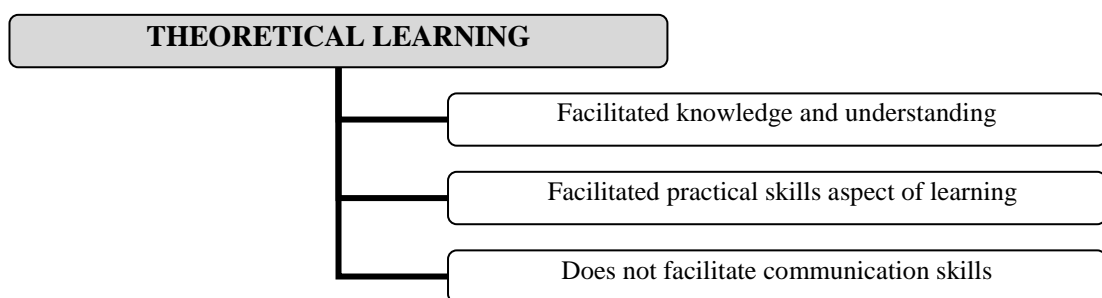 THEORETICAL LEARNING
Facilitated knowledge and understanding
Facilitated practical skills aspect of learning
Does not facilitate communication skills